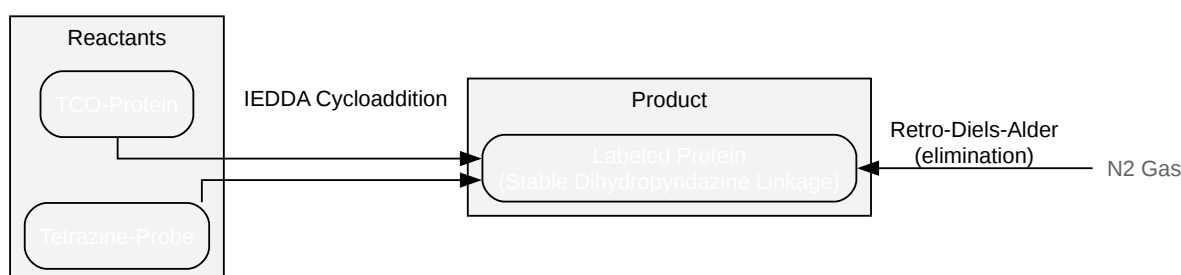 Reactants
TCO-Protein
Tetrazine-Probe
IEDDA Cycloaddition
Product
Labeled Protein
(Stable Dihydropyridazine Linkage)
Retro-Diels-Alder
(elimination)
N2 Gas